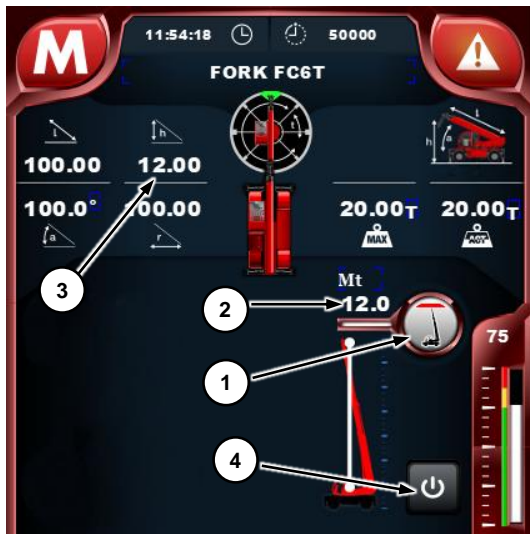 M
11:54:18 50000
FORK FC6T
L h
100.00 12.00
100.0° 100.00
a r
t
L
h a
20.00T 20.00T
MAX ACT
Mt
12.0
75
1
2
3
4